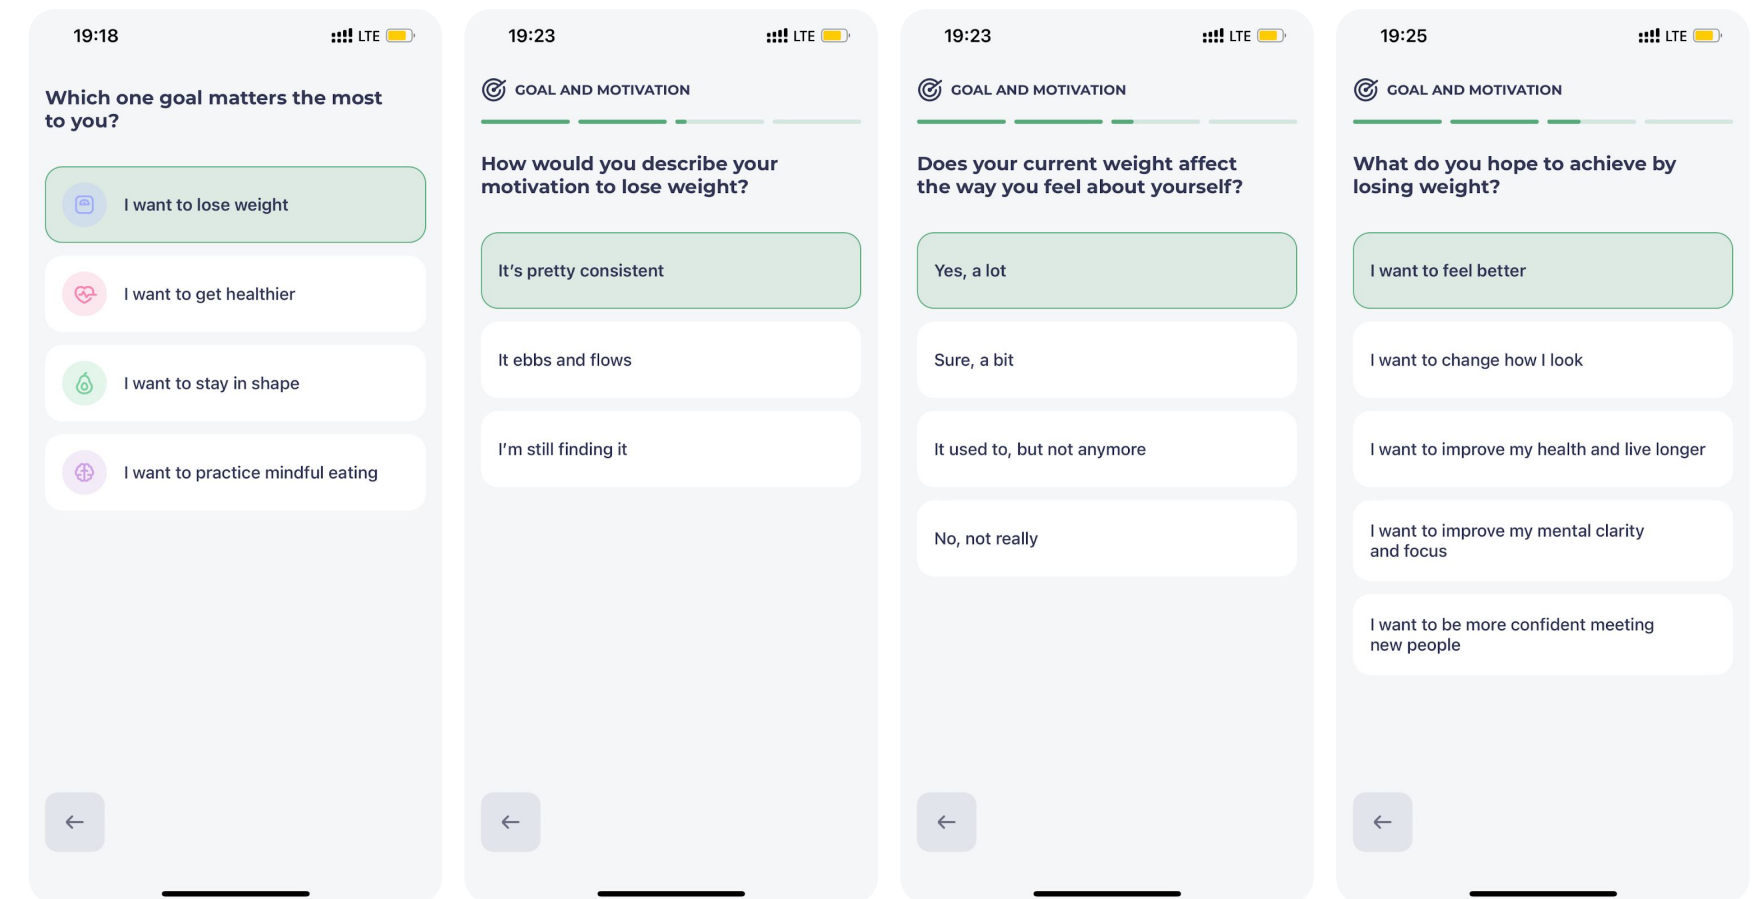 19:18
LTE
Which one goal matters the most
to you?
I want to lose weight
I want to get healthier
I want to stay in shape
I want to practice mindful eating
19:23
LTE
GOAL AND MOTIVATION
How would you describe your
motivation to lose weight?
It’s pretty consistent
It ebbs and flows
I’m still finding it
19:23
LTE
GOAL AND MOTIVATION
Does your current weight affect
the way you feel about yourself?
Yes, a lot
Sure, a bit
It used to, but not anymore
No, not really
19:25
LTE
GOAL AND MOTIVATION
What do you hope to achieve by
losing weight?
I want to feel better
I want to change how I look
I want to improve my health and live longer
I want to improve my mental clarity
and focus
I want to be more confident meeting
new people